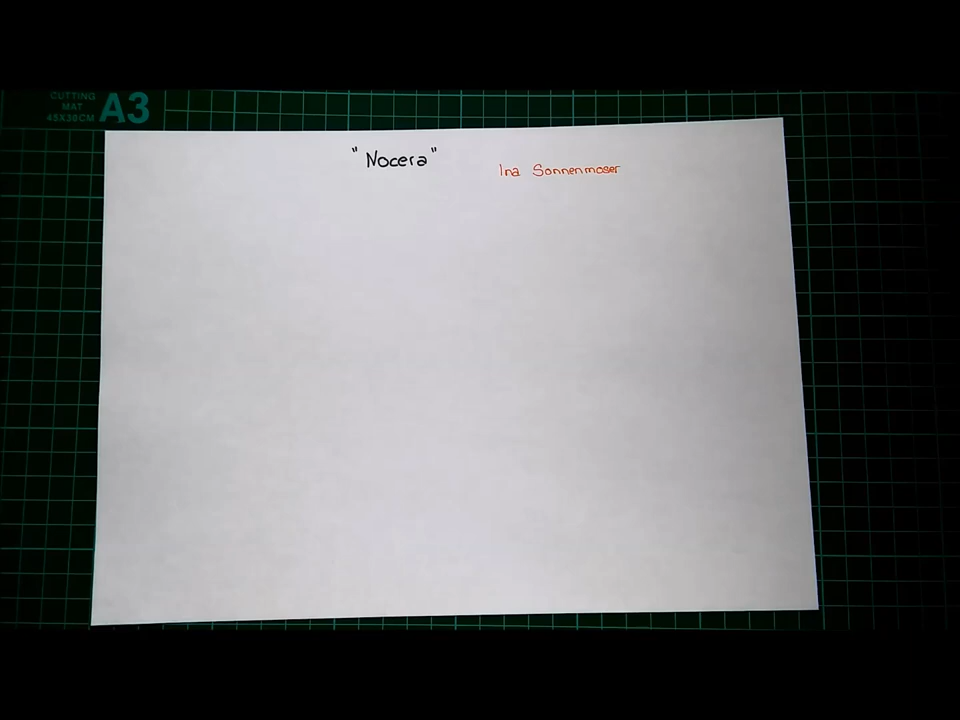 CUTTING
MAT
45X30CM
A3
"Nocera"
Ina Sonnenmoser